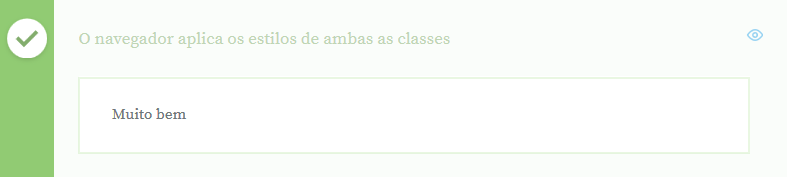 O navegador aplica os estilos de ambas as classes
Muito bem